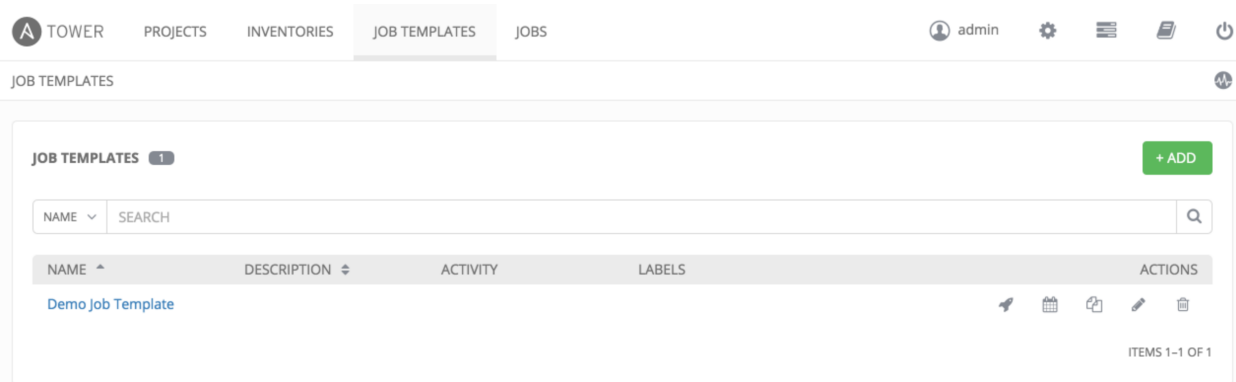 A TOWER PROJECTS INVENTORIES JOB TEMPLATES JOBS admin
JOB TEMPLATES
JOB TEMPLATES 1 + ADD
NAME SEARCH
NAME DESCRIPTION ACTIVITY LABELS ACTIONS
Demo Job Template
ITEMS 1–1 OF 1